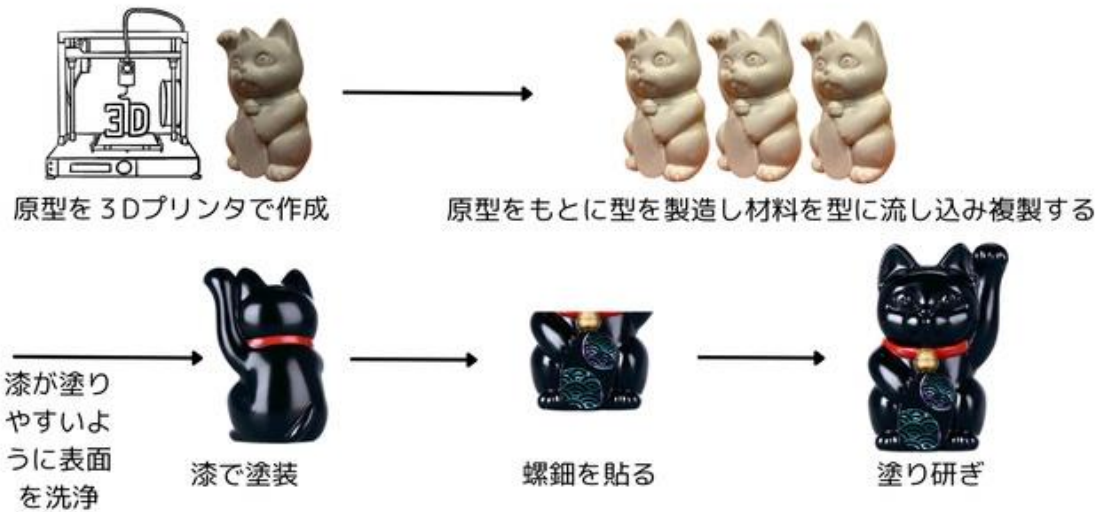 3D
原型を３Dプリンタで作成
原型をもとに型を製造し材料を型に流し込み複製する
漆が塗り
やすいよ
うに表面
を洗浄
漆で塗装
螺鈿を貼る
塗り研ぎ